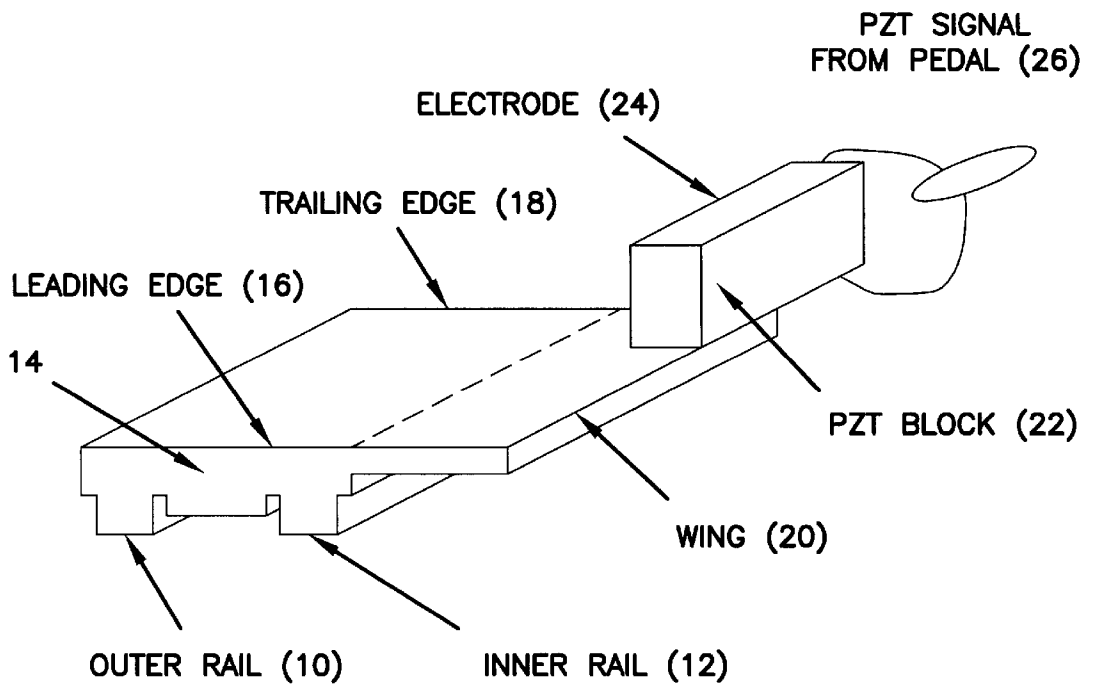 PZT SIGNAL
FROM PEDAL (26)
ELECTRODE (24)
TRAILING EDGE (18)
LEADING EDGE (16)
14
PZT BLOCK (22)
WING (20)
OUTER RAIL (10)
INNER RAIL (12)